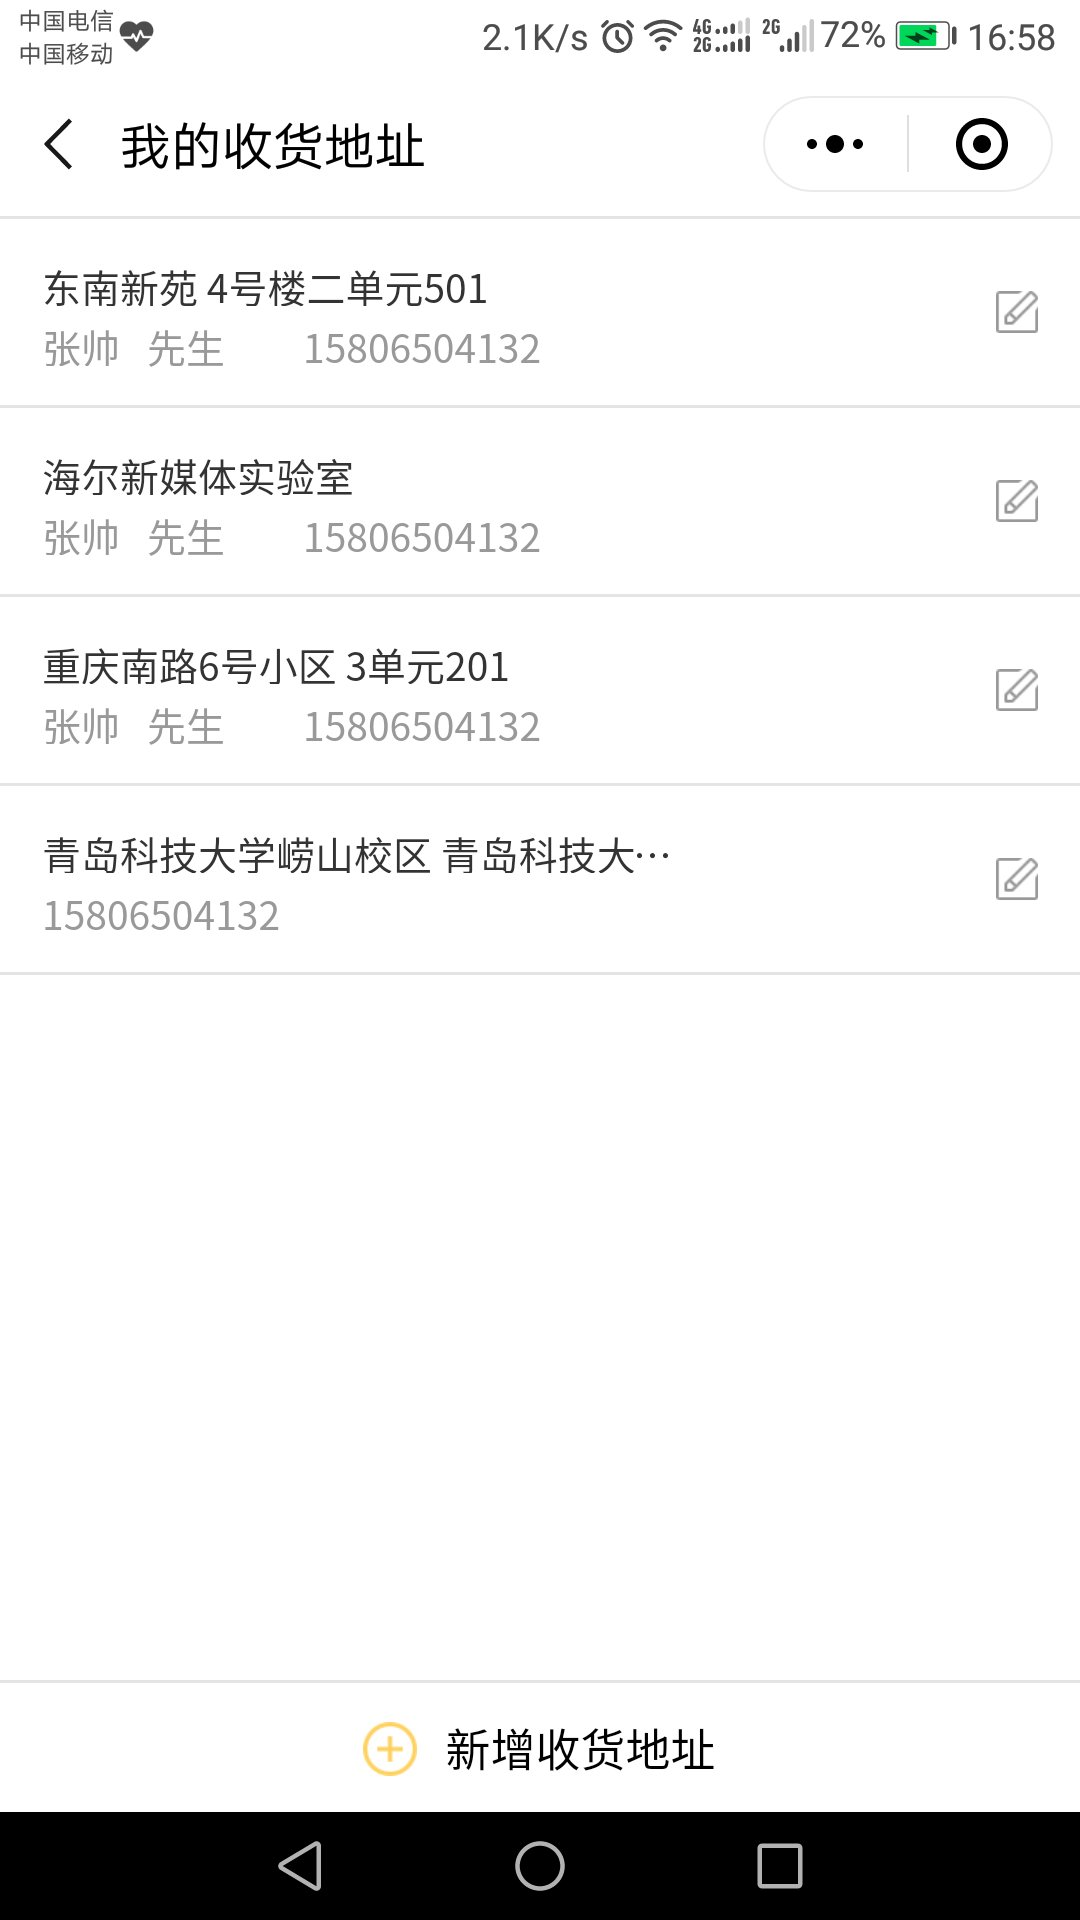 中国电信
中国移动
2.1K/s 4G 2G 2G 72% 16:58
我的收货地址
东南新苑 4号楼二单元501
张帅 先生 15806504132
海尔新媒体实验室
张帅 先生 15806504132
重庆南路6号小区 3单元201
张帅 先生 15806504132
青岛科技大学崂山校区 青岛科技大…
15806504132
新增收货地址